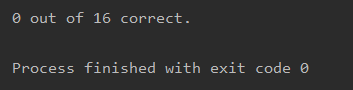 0 out of 16 correct.
Process finished with exit code 0